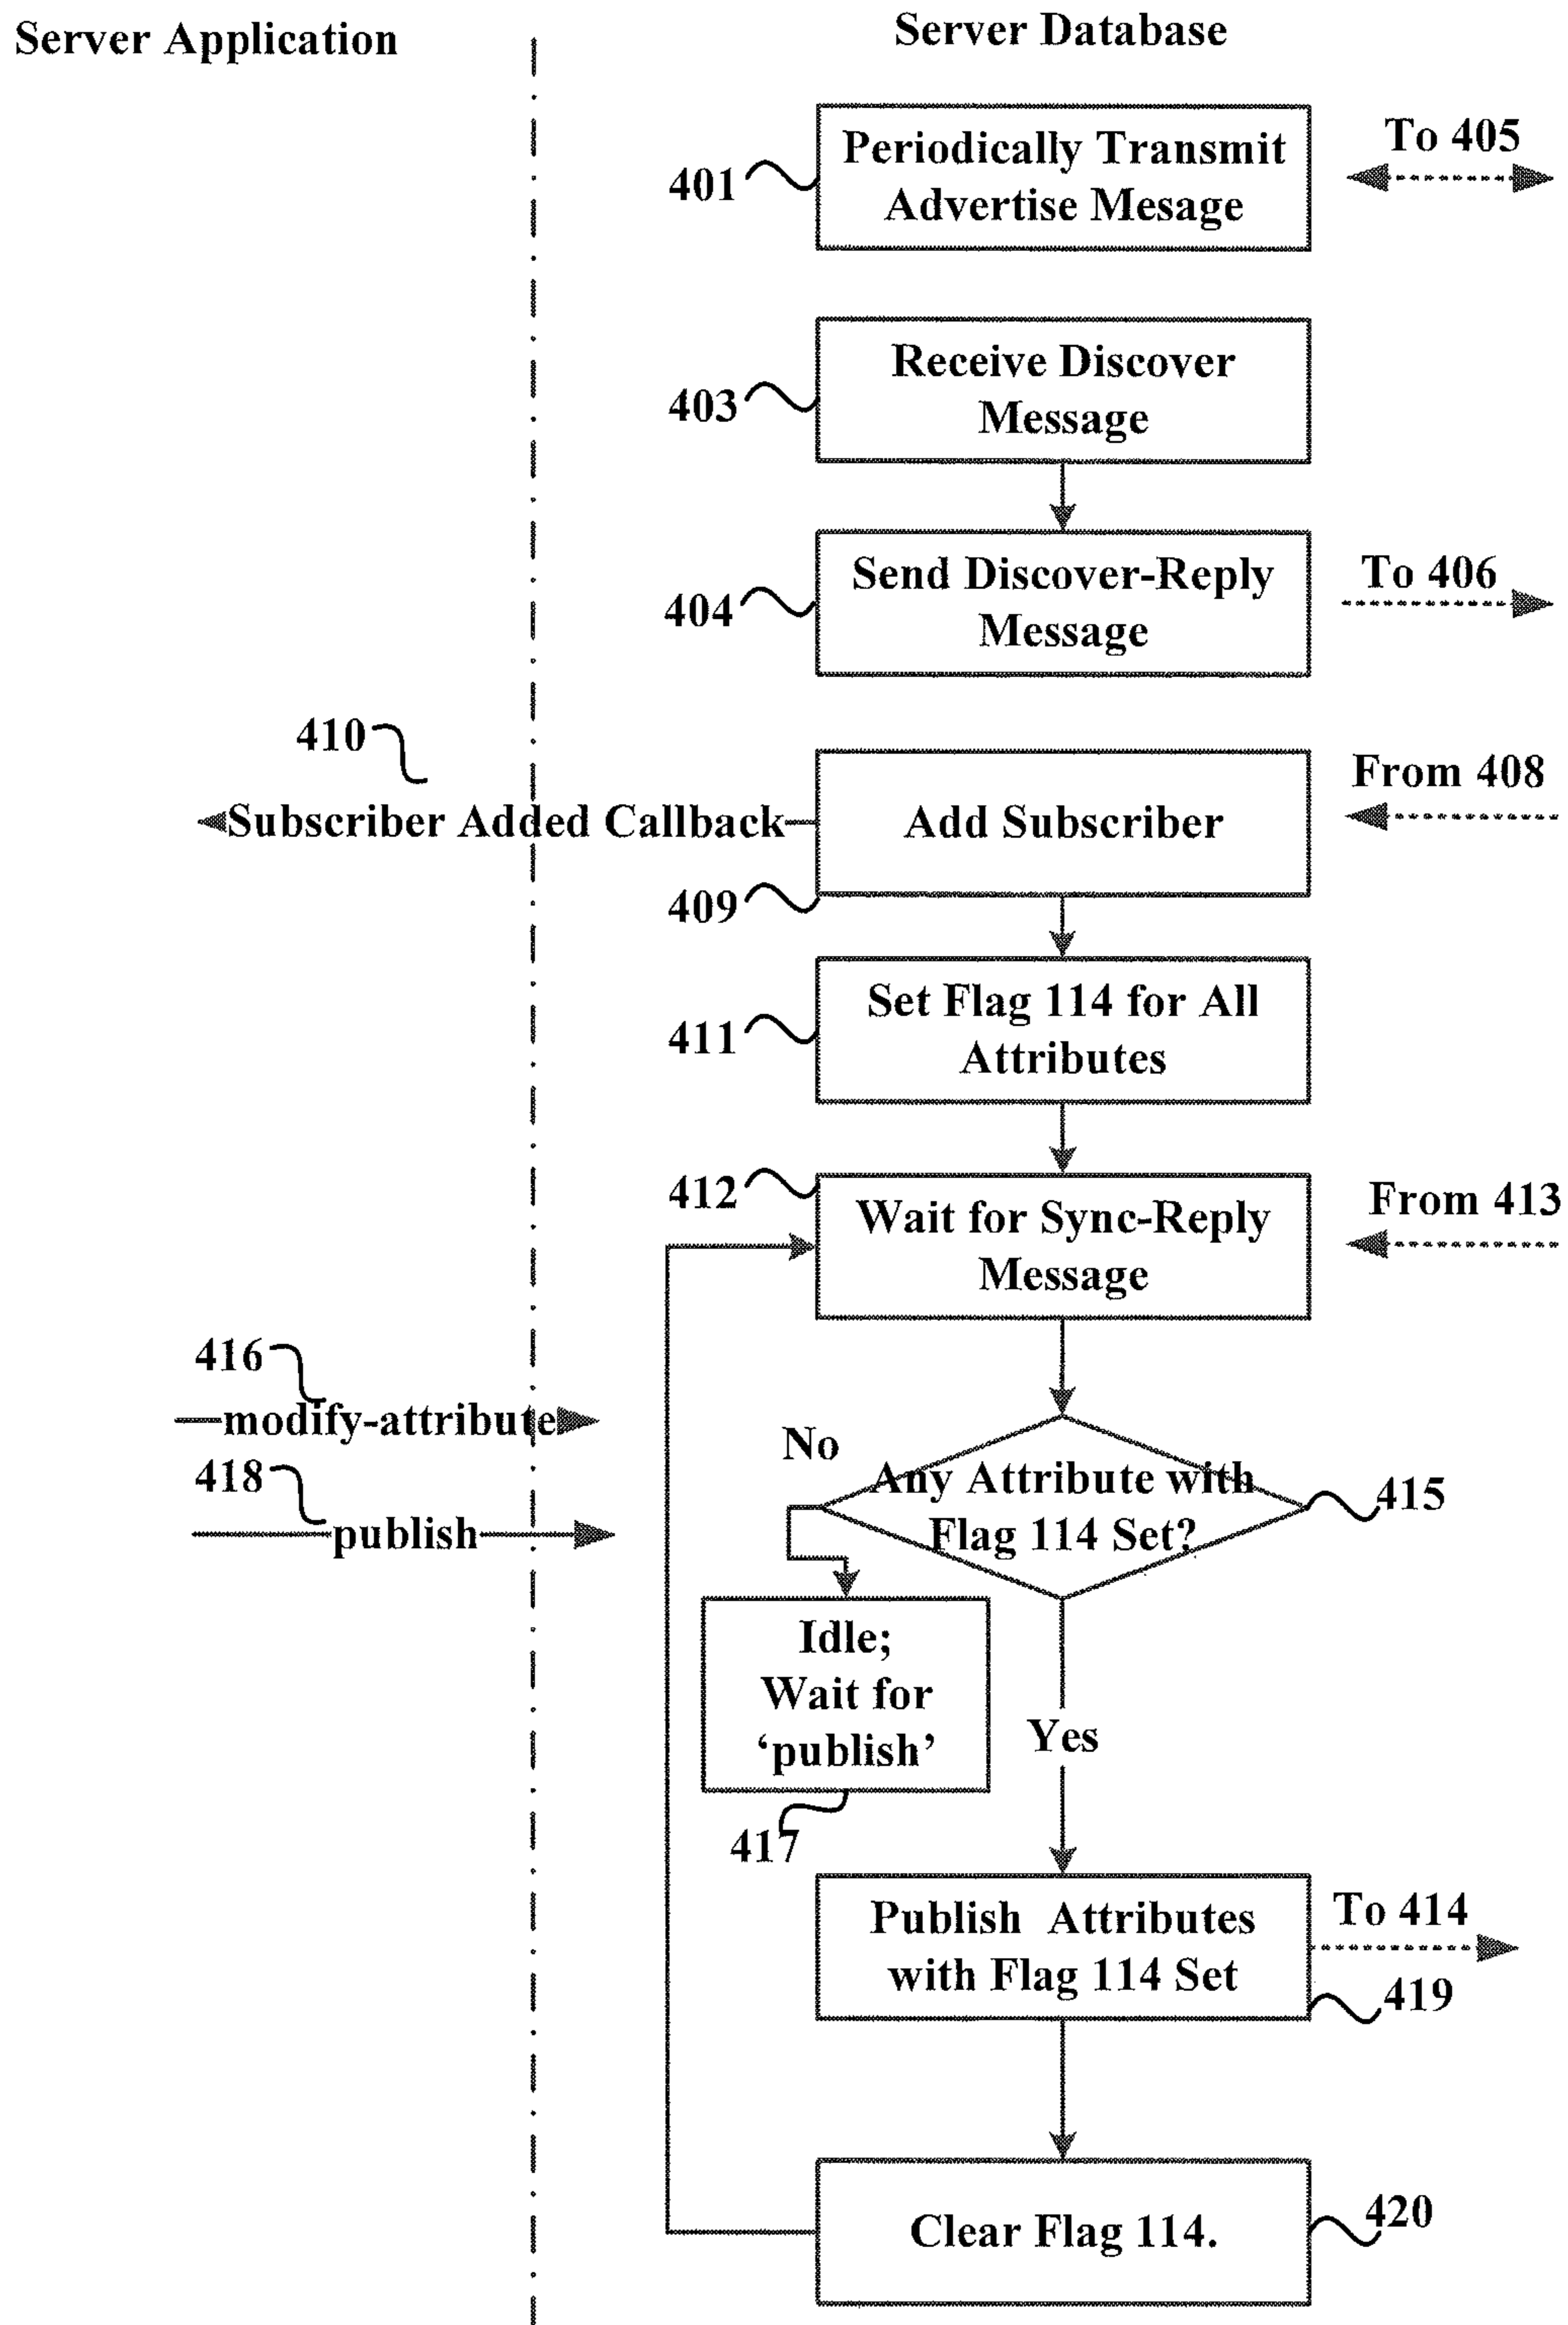 Server Application
Server Database
Periodically Transmit
Advertise Mesage
401
To 405
Receive Discover
Message
403
Send Discover-Reply
Message
404
To 406
410
Subscriber Added Callback
Add Subscriber
From 408
409
Set Flag 114 for All
Attributes
411
412
Wait for Sync-Reply
Message
From 413
416
modify-attribute
418
publish
No
Any Attribute with
Flag 114 Set?
415
Idle;
Wait for
‘publish’
417
Yes
Publish Attributes
with Flag 114 Set
To 414
419
Clear Flag 114.
420